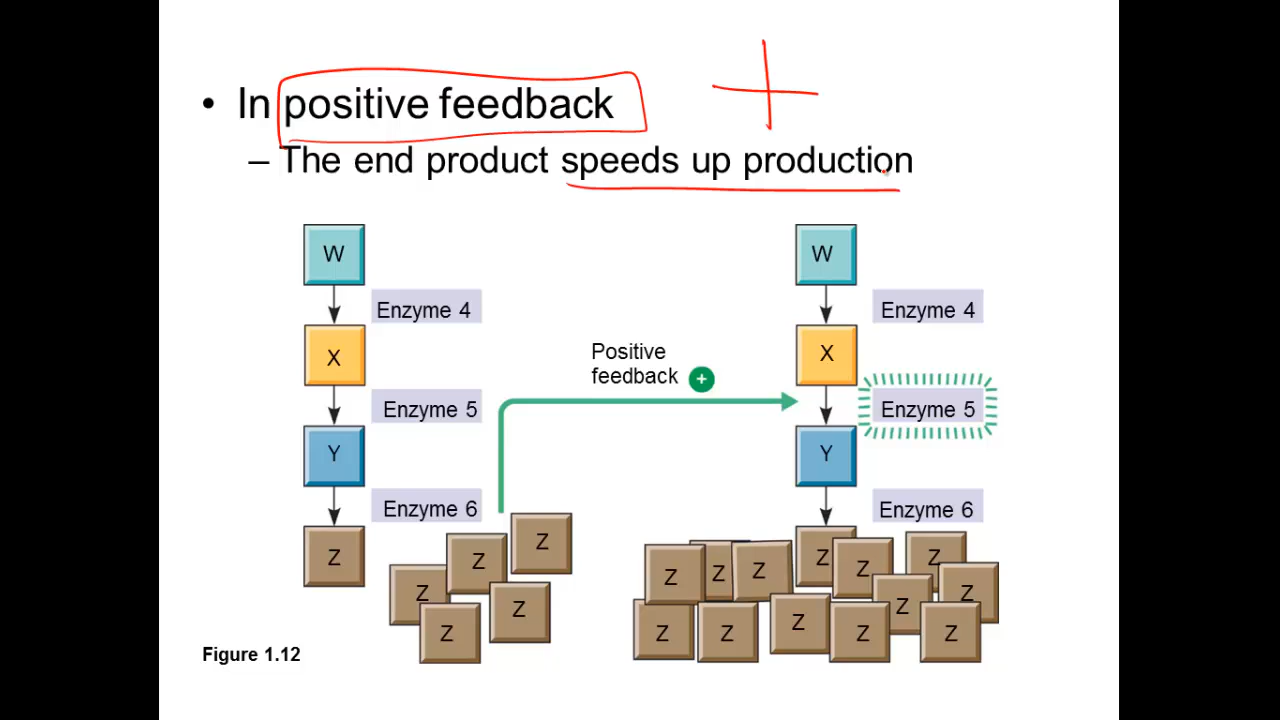 • In positive feedback
– The end product speeds up production
W
Enzyme 4
X
Enzyme 5
Y
Enzyme 6
Z
Z
Z
Z
Z
Z
Positive
feedback +
W
Enzyme 4
X
Enzyme 5
Y
Enzyme 6
Z
Z
Z
Z
Z
Z
Z
Z
Z
Z
Z
Z
Z
Z
Figure 1.12